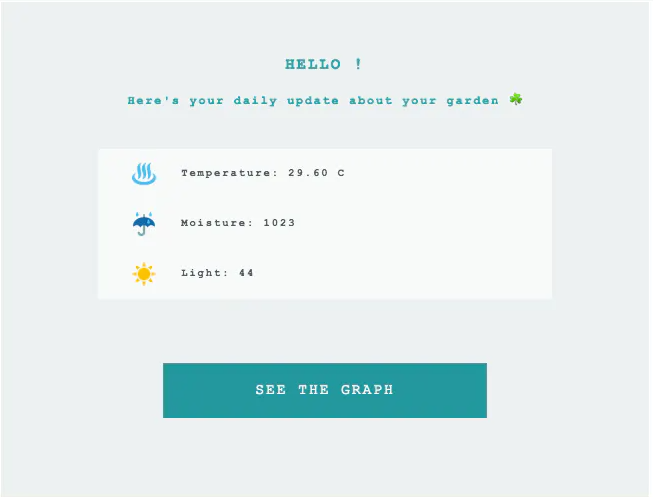 HELLO !
Here's your daily update about your garden ☘️
Temperature: 29.60 C
Moisture: 1023
Light: 44
SEE THE GRAPH